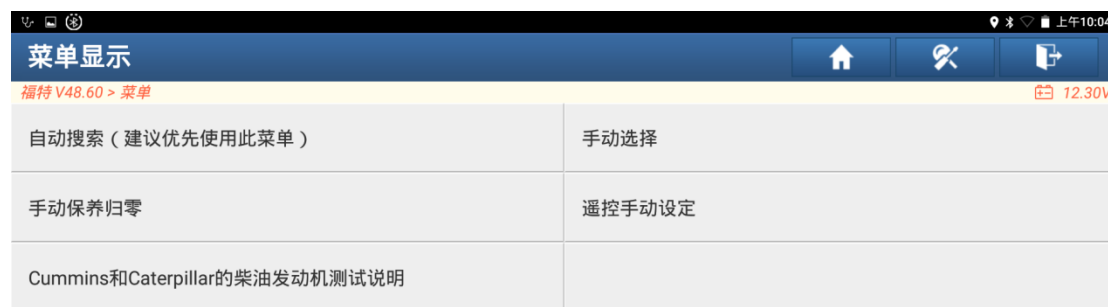 上午10:04
菜单显示
福特 V48.60 > 菜单
12.30V
自动搜索（建议优先使用此菜单）
手动选择
手动保养归零
遥控手动设定
Cummins和Caterpillar的柴油发动机测试说明